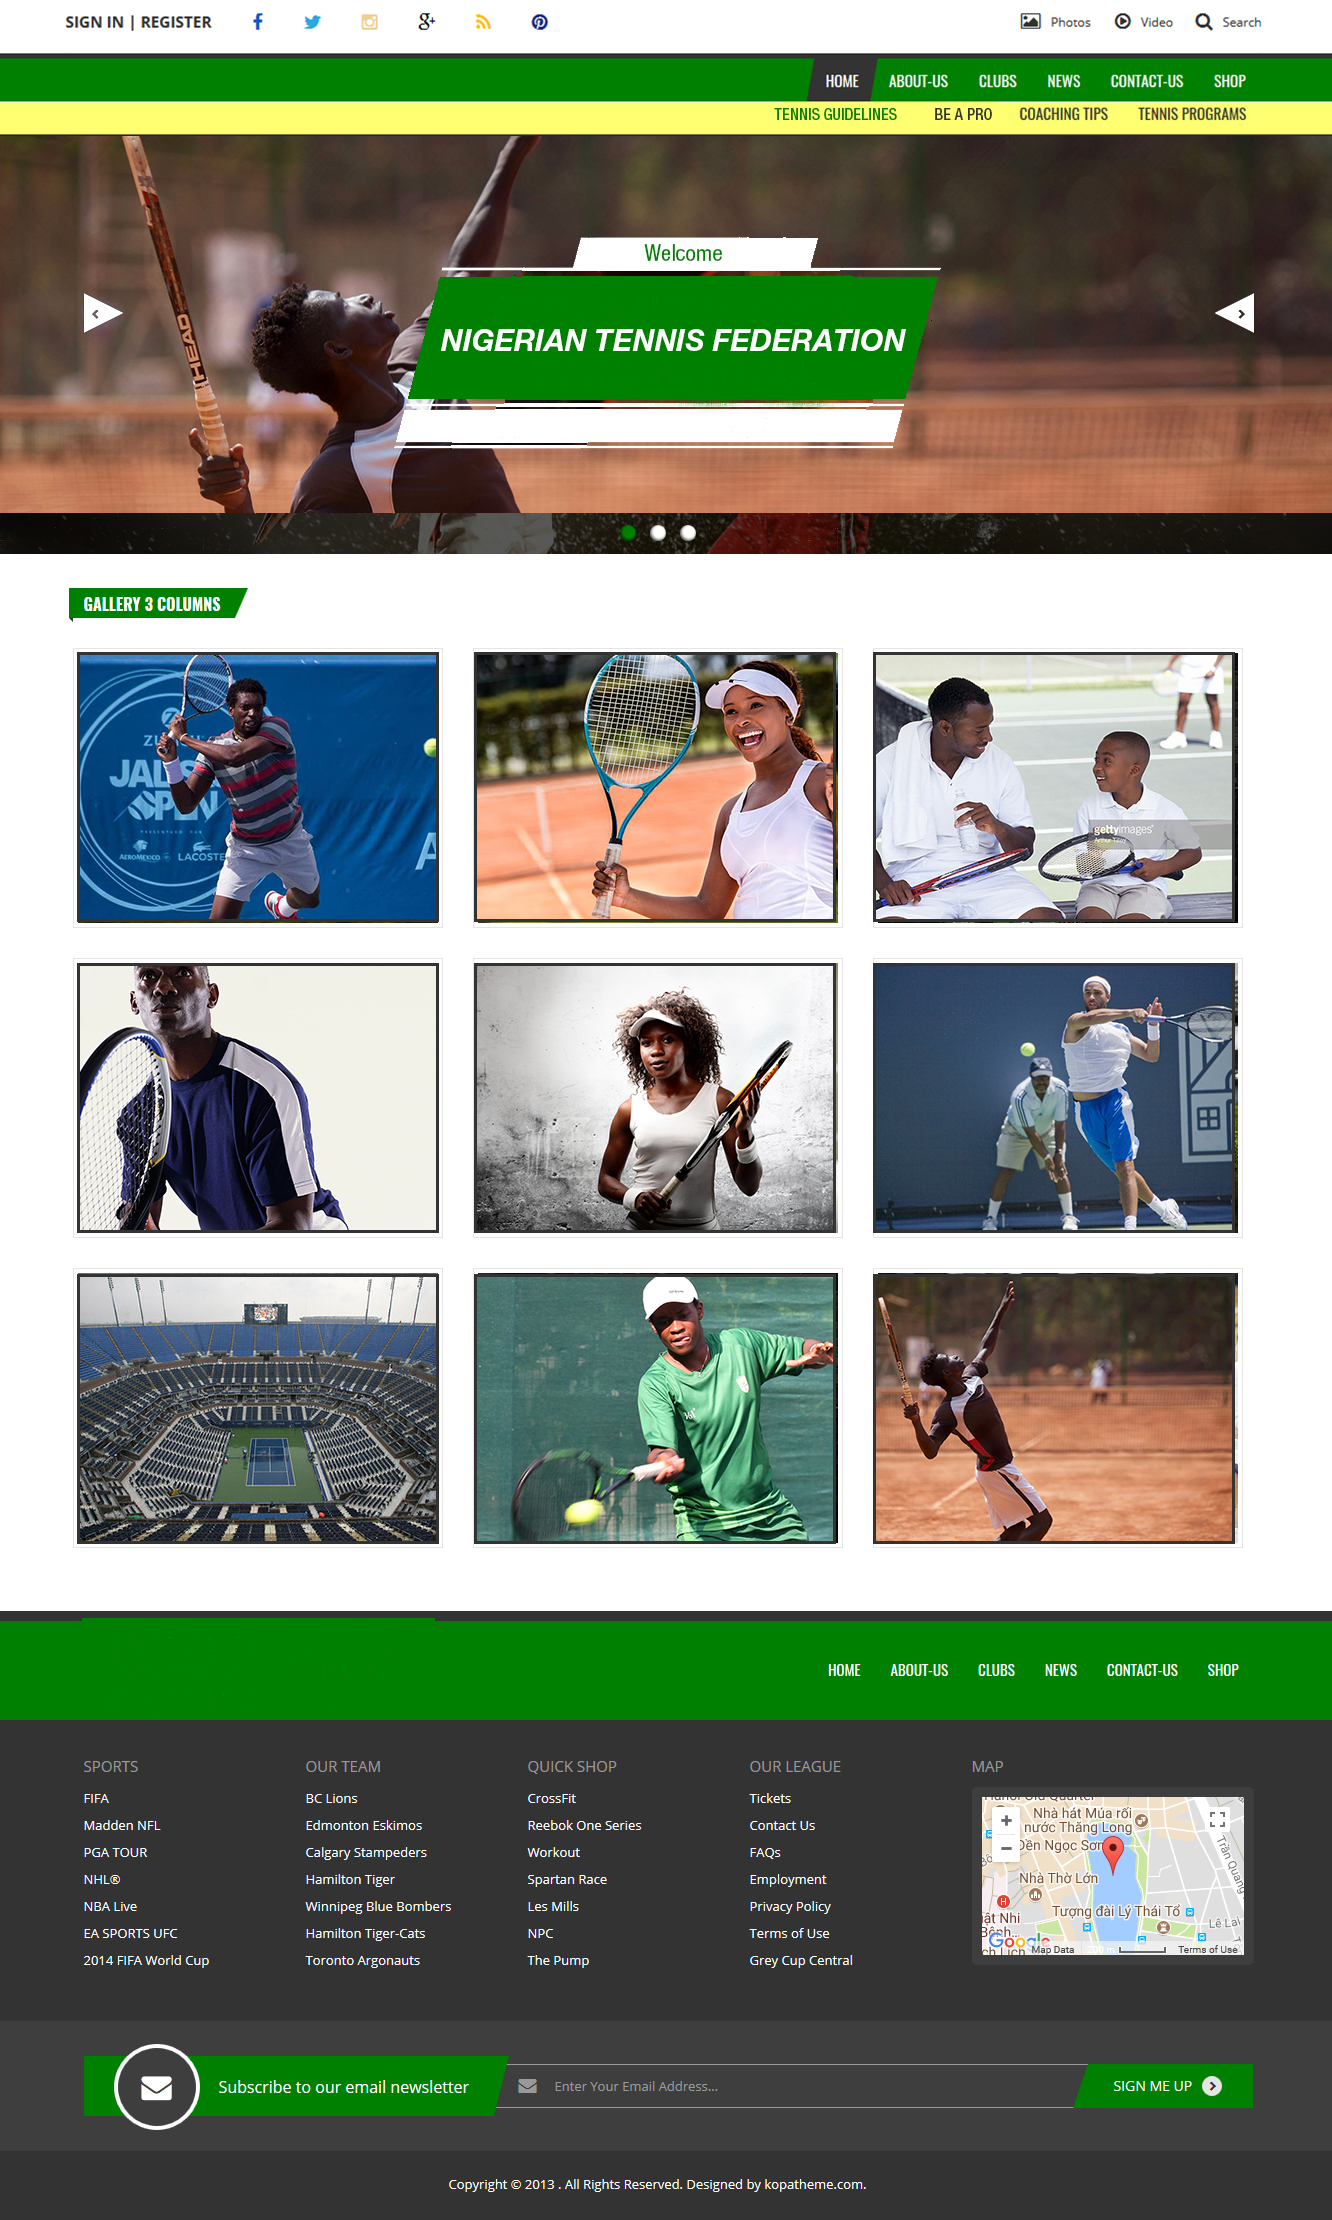 SIGN IN | REGISTER
Photos
Video
Search
HOME
ABOUT-US
CLUBS
NEWS
CONTACT-US
SHOP
TENNIS GUIDELINES
BE A PRO
COACHING TIPS
TENNIS PROGRAMS
HEAD
Welcome
NIGERIAN TENNIS FEDERATION
GALLERY 3 COLUMNS
AEROMEXICO
LACOSTE
gettyimages
HOME
ABOUT-US
CLUBS
NEWS
CONTACT-US
SHOP
SPORTS
FIFA
Madden NFL
PGA TOUR
NHL®
NBA Live
EA SPORTS UFC
2014 FIFA World Cup
OUR TEAM
BC Lions
Edmonton Eskimos
Calgary Stampeders
Hamilton Tiger
Winnipeg Blue Bombers
Hamilton Tiger-Cats
Toronto Argonauts
QUICK SHOP
CrossFit
Reebok One Series
Workout
Spartan Race
Les Mills
NPC
The Pump
OUR LEAGUE
Tickets
Contact Us
FAQs
Employment
Privacy Policy
Terms of Use
Grey Cup Central
MAP
Nhà hát Múa rối
nước Thăng Long
Trần Quang
Nhà Thờ Lớn
Tượng đài Lý Thái Tổ
Google
Map Data
Terms of Use
Subscribe to our email newsletter
Enter Your Email Address...
SIGN ME UP
Copyright © 2013 . All Rights Reserved. Designed by kopatheme.com.